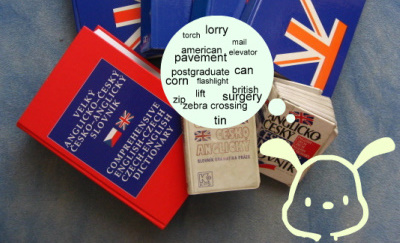 lorry
torch
mail
american
elevator
pavement
postgraduate
can
corn
flashlight
lift
british
zip
surgery
zebra crossing
tin
VELKÝ
ANGLICKO-ČESKÝ
ČESKO-ANGLICKÝ
SLOVNÍK
COMPREHENSIVE
ENGLISH-CZECH
CZECH-ENGLISH
DICTIONARY
ČESKO
ANGLICKÝ
ANGLICKO
ČESKÝ
SLOVNÍK